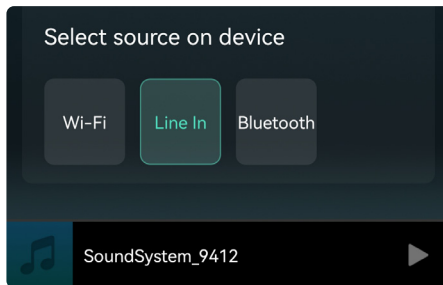 Select source on device
Wi-Fi Line In Bluetooth
SoundSystem_9412